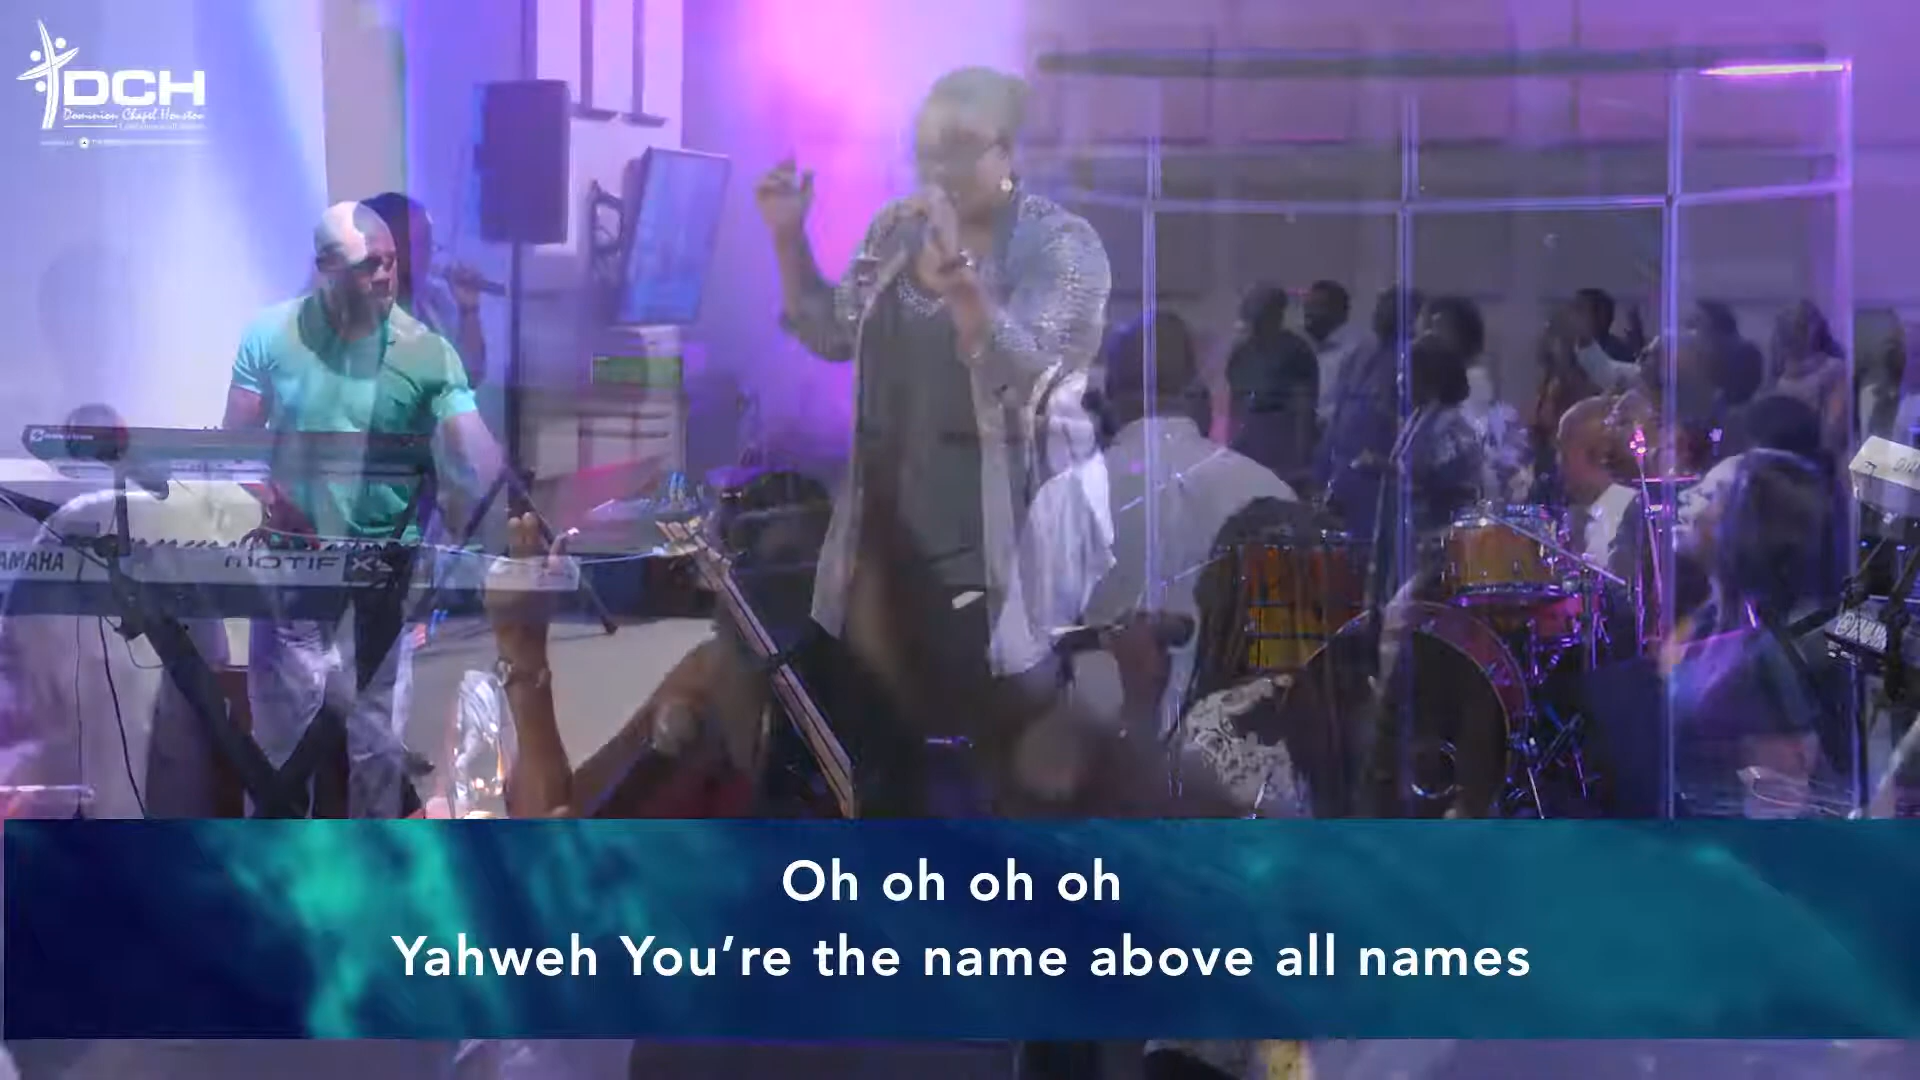 DCH
Dominion Chapel Houston
YAMAHA
MOTIF XS
Oh oh oh oh
Yahweh You’re the name above all names